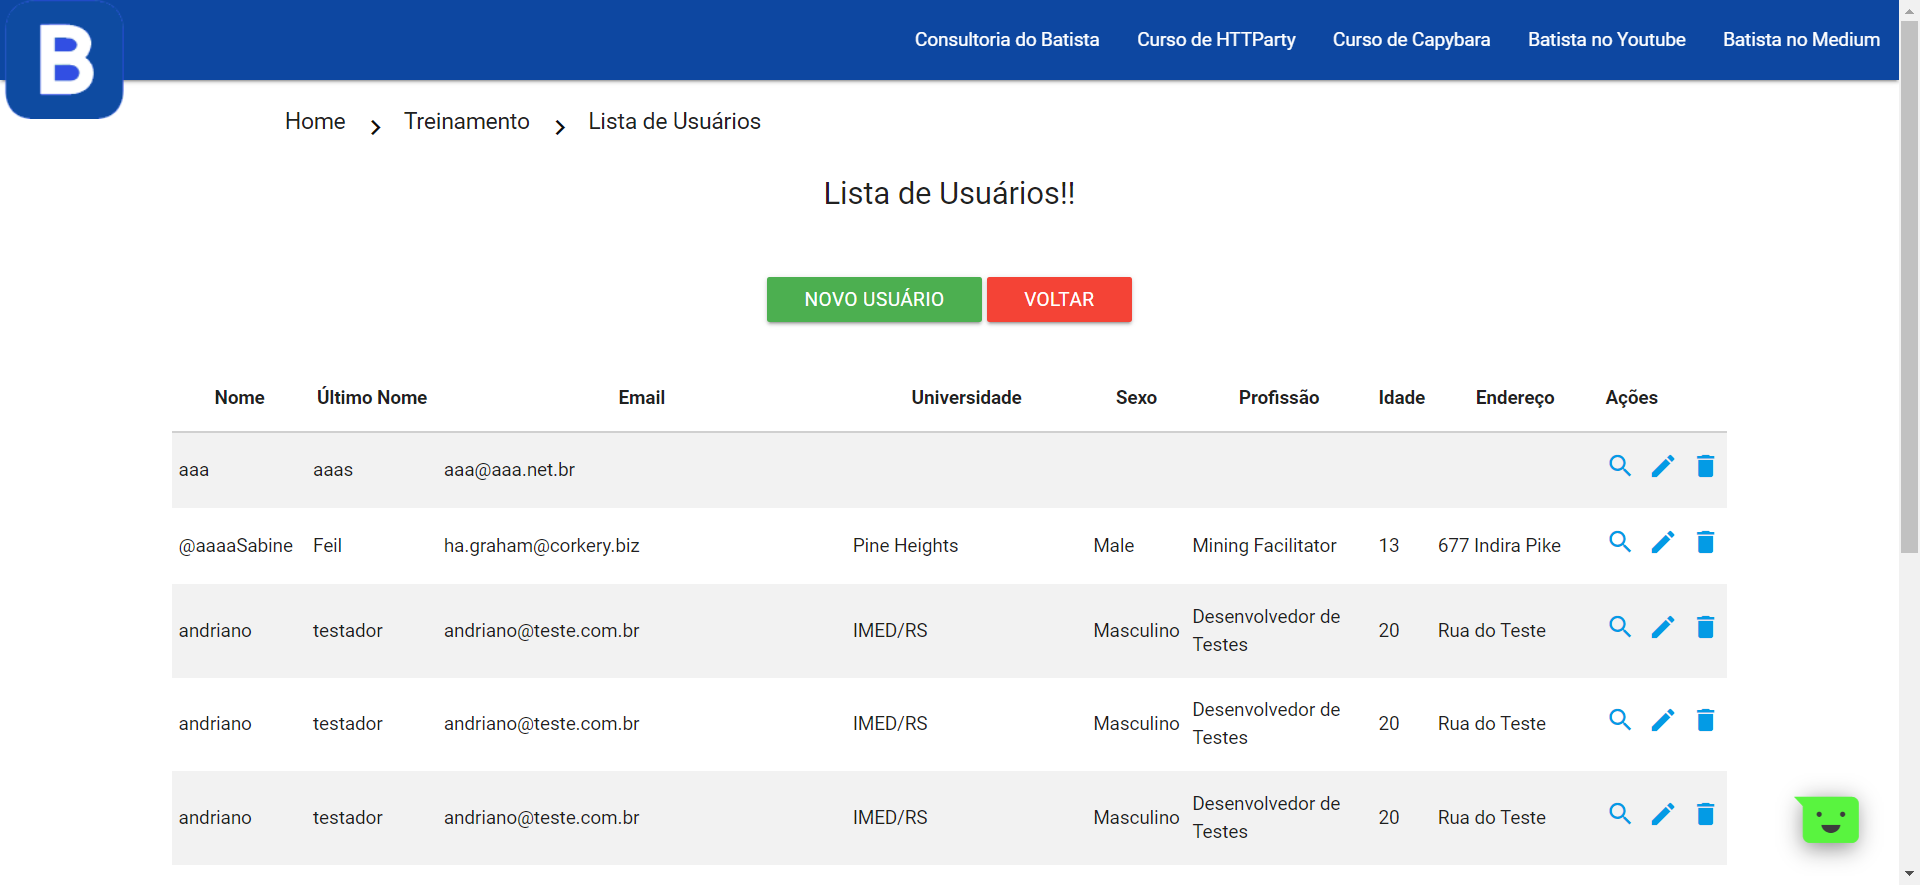 B
Consultoria do Batista Curso de HTTParty Curso de Capybara Batista no Youtube Batista no Medium
Home Treinamento Lista de Usuários
Lista de Usuários!!
NOVO USUÁRIO VOLTAR
Nome Último Nome Email Universidade Sexo Profissão Idade Endereço Ações
aaa aaas aaa@aaa.net.br
@aaaaSabine Feil ha.graham@corkery.biz Pine Heights Male Mining Facilitator 13 677 Indira Pike
andriano testador andriano@teste.com.br IMED/RS Masculino Desenvolvedor de Testes 20 Rua do Teste
andriano testador andriano@teste.com.br IMED/RS Masculino Desenvolvedor de Testes 20 Rua do Teste
andriano testador andriano@teste.com.br IMED/RS Masculino Desenvolvedor de Testes 20 Rua do Teste